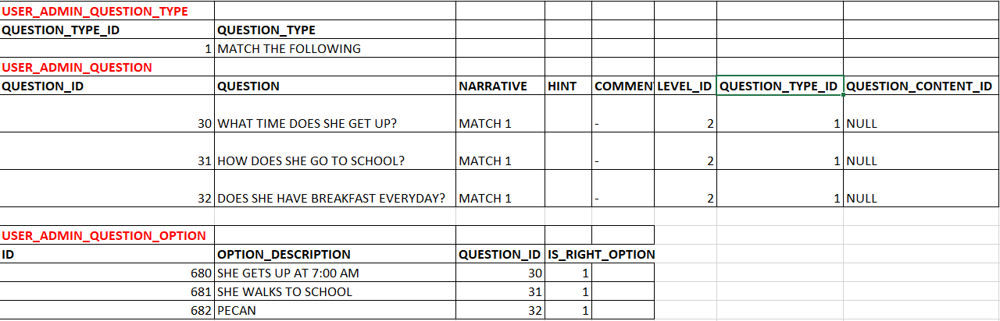 USER_ADMIN_QUESTION_TYPE
QUESTION_TYPE_ID QUESTION_TYPE
1 MATCH THE FOLLOWING
USER_ADMIN_QUESTION
QUESTION_ID QUESTION NARRATIVE HINT COMMEN LEVEL_ID QUESTION_TYPE_ID QUESTION_CONTENT_ID
30 WHAT TIME DOES SHE GET UP? MATCH 1 - 2 1 NULL
31 HOW DOES SHE GO TO SCHOOL? MATCH 1 - 2 1 NULL
32 DOES SHE HAVE BREAKFAST EVERYDAY? MATCH 1 - 2 1 NULL
USER_ADMIN_QUESTION_OPTION
ID OPTION_DESCRIPTION QUESTION_ID IS_RIGHT_OPTION
680 SHE GETS UP AT 7:00 AM 30 1
681 SHE WALKS TO SCHOOL 31 1
682 PECAN 32 1